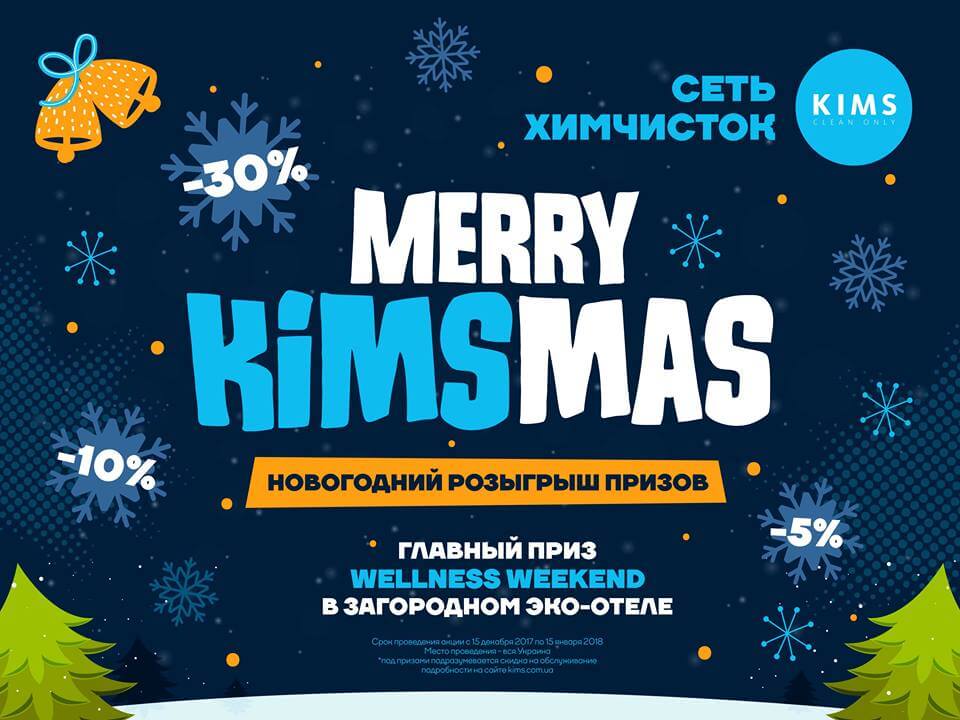 СЕТЬ
ХИМЧИСТОК
KIMS
CLEAN ONLY
-30%
MERRY
KiMSMAS
-10%
НОВОГОДНИЙ РОЗЫГРЫШ ПРИЗОВ
-5%
ГЛАВНЫЙ ПРИЗ
WELLNESS WEEKEND
В ЗАГОРОДНОМ ЭКО-ОТЕЛЕ
Срок проведения акции с 15 декабря 2017 по 15 января 2018
Место проведения - вся Украина
*под призами подразумевается скидка на обслуживание
подробности на сайте kims.com.ua